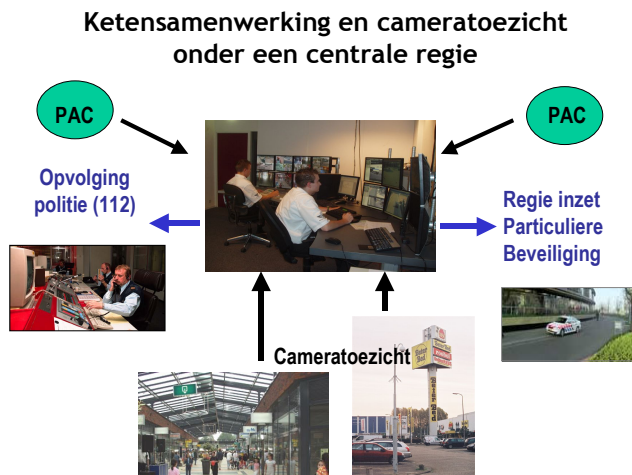 Ketensamenwerking en cameratoezicht
onder een centrale regie
PAC
PAC
Opvolging
politie (112)
Regie inzet
Particuliere
Beveiliging
Cameratoezicht